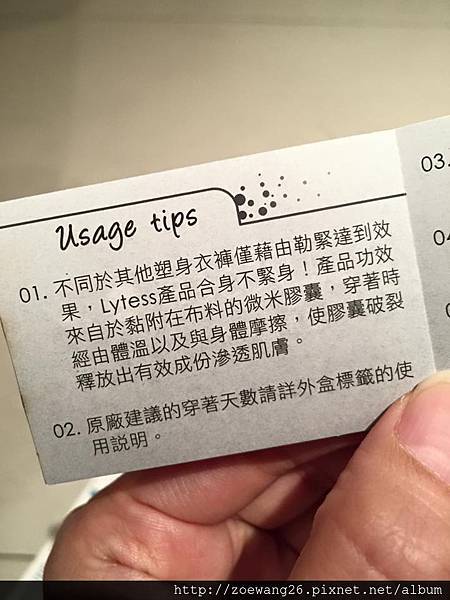 Usage tips
01. 不同於其他塑身衣褲僅藉由勒緊達到效
果，Lytess產品合身不緊身！產品功效
來自於黏附在布料的微米膠囊，穿著時
經由體溫以及與身體摩擦，使膠囊破裂
釋放出有效成份滲透肌膚。
02. 原廠建議的穿著天數請詳外盒標籤的使
用說明。
03.
http://zoewang26.pixnet.net/album